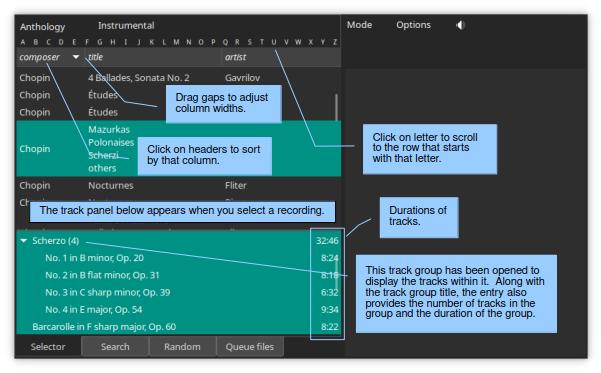 Anthology Instrumental Mode Options
A B C D E F G H I J K L M N O P Q R S T U V W X Y Z
composer title artist
Chopin 4 Ballades, Sonata No. 2 Gavrilov
Chopin Études
Chopin Études
Drag gaps to adjust
column widths.
Chopin Mazurkas
Polonaises
Scherzi
others
Click on headers to sort
by that column.
Click on letter to scroll
to the row that starts
with that letter.
Chopin Nocturnes Fliter
The track panel below appears when you select a recording.
Durations of
tracks.
Scherzo (4) 32:46
No. 1 in B minor, Op. 20 8:24
No. 2 in B flat minor, Op. 31 8:18
No. 3 in C sharp minor, Op. 39 6:32
No. 4 in E major, Op. 54 9:34
Barcarolle in F sharp major, Op. 60 8:22
This track group has been opened to
display the tracks within it. Along with
the track group title, the entry also
provides the number of tracks in the
group and the duration of the group.
Selector Search Random Queue files